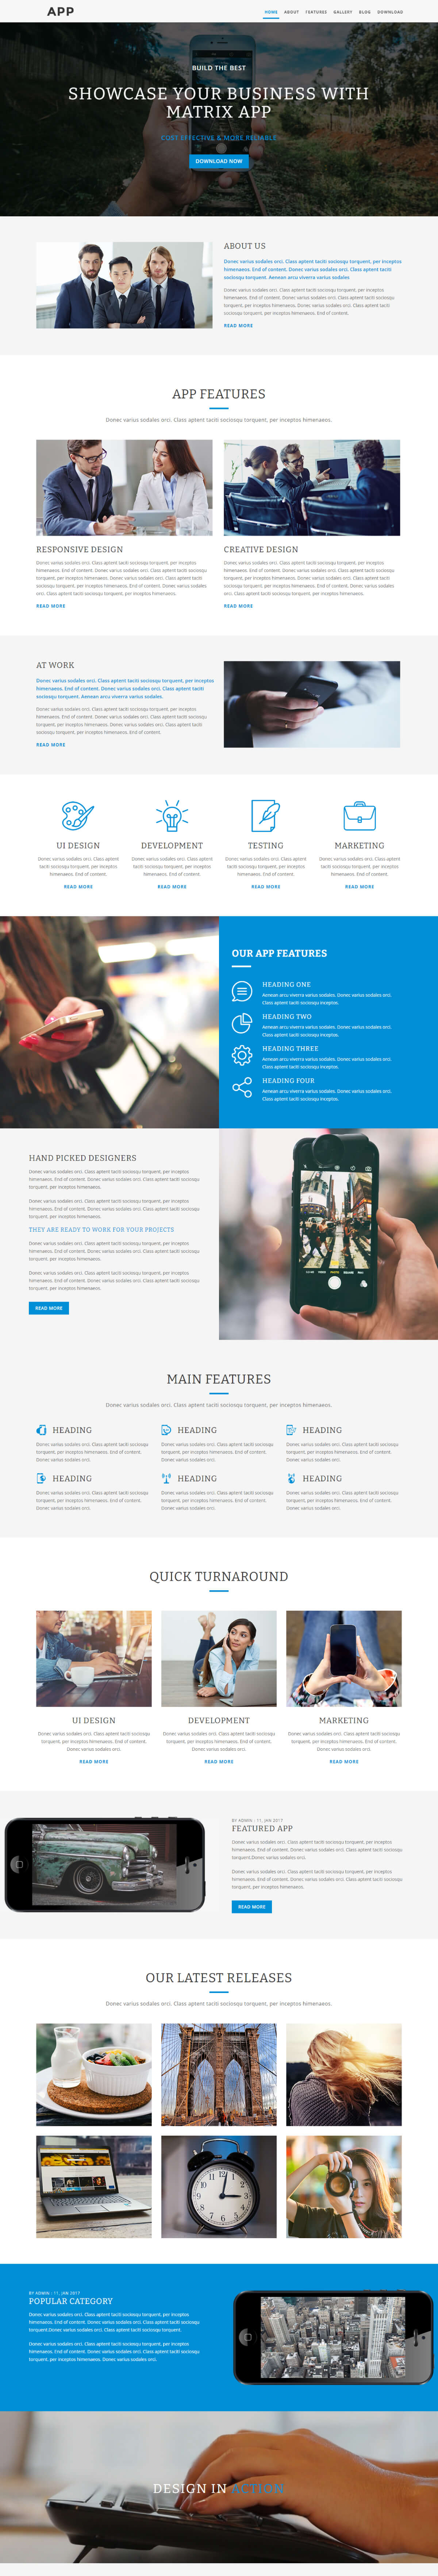 APP
HOME ABOUT FEATURES GALLERY BLOG DOWNLOAD
BUILD THE BEST
SHOWCASE YOUR BUSINESS WITH
MATRIX APP
COST EFFECTIVE & MORE RELIABLE
DOWNLOAD NOW
ABOUT US
Donec varius sodales orci. Class aptent taciti sociosqu torquent, per inceptos
himenaeos. End of content. Donec varius sodales orci. Class aptent taciti
sociosqu torquent. Aenean arcu viverra varius sodales
Donec varius sodales orci. Class aptent taciti sociosqu torquent, per inceptos
himenaeos. End of content. Donec varius sodales orci. Class aptent taciti sociosqu
torquent, per inceptos himenaeos. Donec varius sodales orci. Class aptent taciti
sociosqu torquent, per inceptos himenaeos. End of content.
READ MORE
APP FEATURES
Donec varius sodales orci. Class aptent taciti sociosqu torquent, per inceptos himenaeos.
RESPONSIVE DESIGN
Donec varius sodales orci. Class aptent taciti sociosqu torquent, per inceptos
himenaeos. End of content. Donec varius sodales orci. Class aptent taciti sociosqu
torquent, per inceptos himenaeos. Donec varius sodales orci. Class aptent taciti
sociosqu torquent, per inceptos himenaeos. End of content. Donec varius sodales
orci. Class aptent taciti sociosqu torquent, per inceptos himenaeos.
READ MORE
CREATIVE DESIGN
Donec varius sodales orci. Class aptent taciti sociosqu torquent, per inceptos
himenaeos. End of content. Donec varius sodales orci. Class aptent taciti sociosqu
torquent, per inceptos himenaeos. Donec varius sodales orci. Class aptent taciti
sociosqu torquent, per inceptos himenaeos. End of content. Donec varius sodales
orci. Class aptent taciti sociosqu torquent, per inceptos himenaeos.
READ MORE
AT WORK
Donec varius sodales orci. Class aptent taciti sociosqu torquent, per inceptos
himenaeos. End of content. Donec varius sodales orci. Class aptent taciti
sociosqu torquent. Aenean arcu viverra varius sodales.
Donec varius sodales orci. Class aptent taciti sociosqu torquent, per inceptos
himenaeos. End of content. Donec varius sodales orci. Class aptent taciti sociosqu
torquent, per inceptos himenaeos. Donec varius sodales orci. Class aptent taciti
sociosqu torquent, per inceptos himenaeos. End of content.
READ MORE
UI DESIGN
Donec varius sodales orci. Class aptent
taciti sociosqu torquent, per inceptos
himenaeos. End of content.
READ MORE
DEVELOPMENT
Donec varius sodales orci. Class aptent
taciti sociosqu torquent, per inceptos
himenaeos. End of content.
READ MORE
TESTING
Donec varius sodales orci. Class aptent
taciti sociosqu torquent, per inceptos
himenaeos. End of content.
READ MORE
MARKETING
Donec varius sodales orci. Class aptent
taciti sociosqu torquent, per inceptos
himenaeos. End of content.
READ MORE
OUR APP FEATURES
HEADING ONE
Aenean arcu viverra varius sodales. Donec varius sodales orci.
Class aptent taciti sociosqu inceptos.
HEADING TWO
Aenean arcu viverra varius sodales. Donec varius sodales orci.
Class aptent taciti sociosqu inceptos.
HEADING THREE
Aenean arcu viverra varius sodales. Donec varius sodales orci.
Class aptent taciti sociosqu inceptos.
HEADING FOUR
Aenean arcu viverra varius sodales. Donec varius sodales orci.
Class aptent taciti sociosqu inceptos.
HAND PICKED DESIGNERS
Donec varius sodales orci. Class aptent taciti sociosqu torquent, per inceptos
himenaeos. End of content. Donec varius sodales orci. Class aptent taciti sociosqu
torquent, per inceptos himenaeos.
Donec varius sodales orci. Class aptent taciti sociosqu torquent, per inceptos
himenaeos. End of content. Donec varius sodales orci. Class aptent taciti sociosqu
torquent, per inceptos himenaeos.
THEY ARE READY TO WORK FOR YOUR PROJECTS
Donec varius sodales orci. Class aptent taciti sociosqu torquent, per inceptos
himenaeos. End of content. Donec varius sodales orci. Class aptent taciti sociosqu
torquent, per inceptos himenaeos.
Donec varius sodales orci. Class aptent taciti sociosqu torquent, per inceptos
himenaeos. End of content. Donec varius sodales orci. Class aptent taciti sociosqu
torquent, per inceptos himenaeos.
READ MORE
MAIN FEATURES
Donec varius sodales orci. Class aptent taciti sociosqu torquent, per inceptos himenaeos.
HEADING
Donec varius sodales orci. Class aptent taciti sociosqu
torquent, per inceptos himenaeos. End of content.
Donec varius sodales orci.
HEADING
Donec varius sodales orci. Class aptent taciti sociosqu
torquent, per inceptos himenaeos. End of content.
Donec varius sodales orci.
HEADING
Donec varius sodales orci. Class aptent taciti sociosqu
torquent, per inceptos himenaeos. End of content.
Donec varius sodales orci.
HEADING
Donec varius sodales orci. Class aptent taciti sociosqu
torquent, per inceptos himenaeos. End of content.
Donec varius sodales orci.
HEADING
Donec varius sodales orci. Class aptent taciti sociosqu
torquent, per inceptos himenaeos. End of content.
Donec varius sodales orci.
HEADING
Donec varius sodales orci. Class aptent taciti sociosqu
torquent, per inceptos himenaeos. End of content.
Donec varius sodales orci.
QUICK TURNAROUND
UI DESIGN
Donec varius sodales orci. Class aptent taciti sociosqu
torquent, per inceptos himenaeos. End of content.
Donec varius sodales orci.
READ MORE
DEVELOPMENT
Donec varius sodales orci. Class aptent taciti sociosqu
torquent, per inceptos himenaeos. End of content.
Donec varius sodales orci.
READ MORE
MARKETING
Donec varius sodales orci. Class aptent taciti sociosqu
torquent, per inceptos himenaeos. End of content.
Donec varius sodales orci.
READ MORE
BY ADMIN - 11, JAN 2017
FEATURED APP
Donec varius sodales orci. Class aptent taciti sociosqu torquent, per inceptos
himenaeos. End of content. Donec varius sodales orci. Class aptent taciti sociosqu
torquent.Donec varius sodales orci.
Donec varius sodales orci. Class aptent taciti sociosqu torquent, per inceptos
himenaeos. End of content. Donec varius sodales orci. Class aptent taciti sociosqu
torquent, per inceptos himenaeos.
READ MORE
OUR LATEST RELEASES
Donec varius sodales orci. Class aptent taciti sociosqu torquent, per inceptos himenaeos.
BY ADMIN - 11, JAN 2017
POPULAR CATEGORY
Donec varius sodales orci. Class aptent taciti sociosqu torquent, per inceptos
himenaeos. End of content. Donec varius sodales orci. Class aptent taciti sociosqu
torquent.Donec varius sodales orci. Class aptent taciti sociosqu torquent.
Donec varius sodales orci. Class aptent taciti sociosqu torquent, per inceptos
himenaeos. End of content. Donec varius sodales orci. Class aptent taciti sociosqu
torquent, per inceptos himenaeos. Donec varius sodales orci.
DESIGN IN ACTION